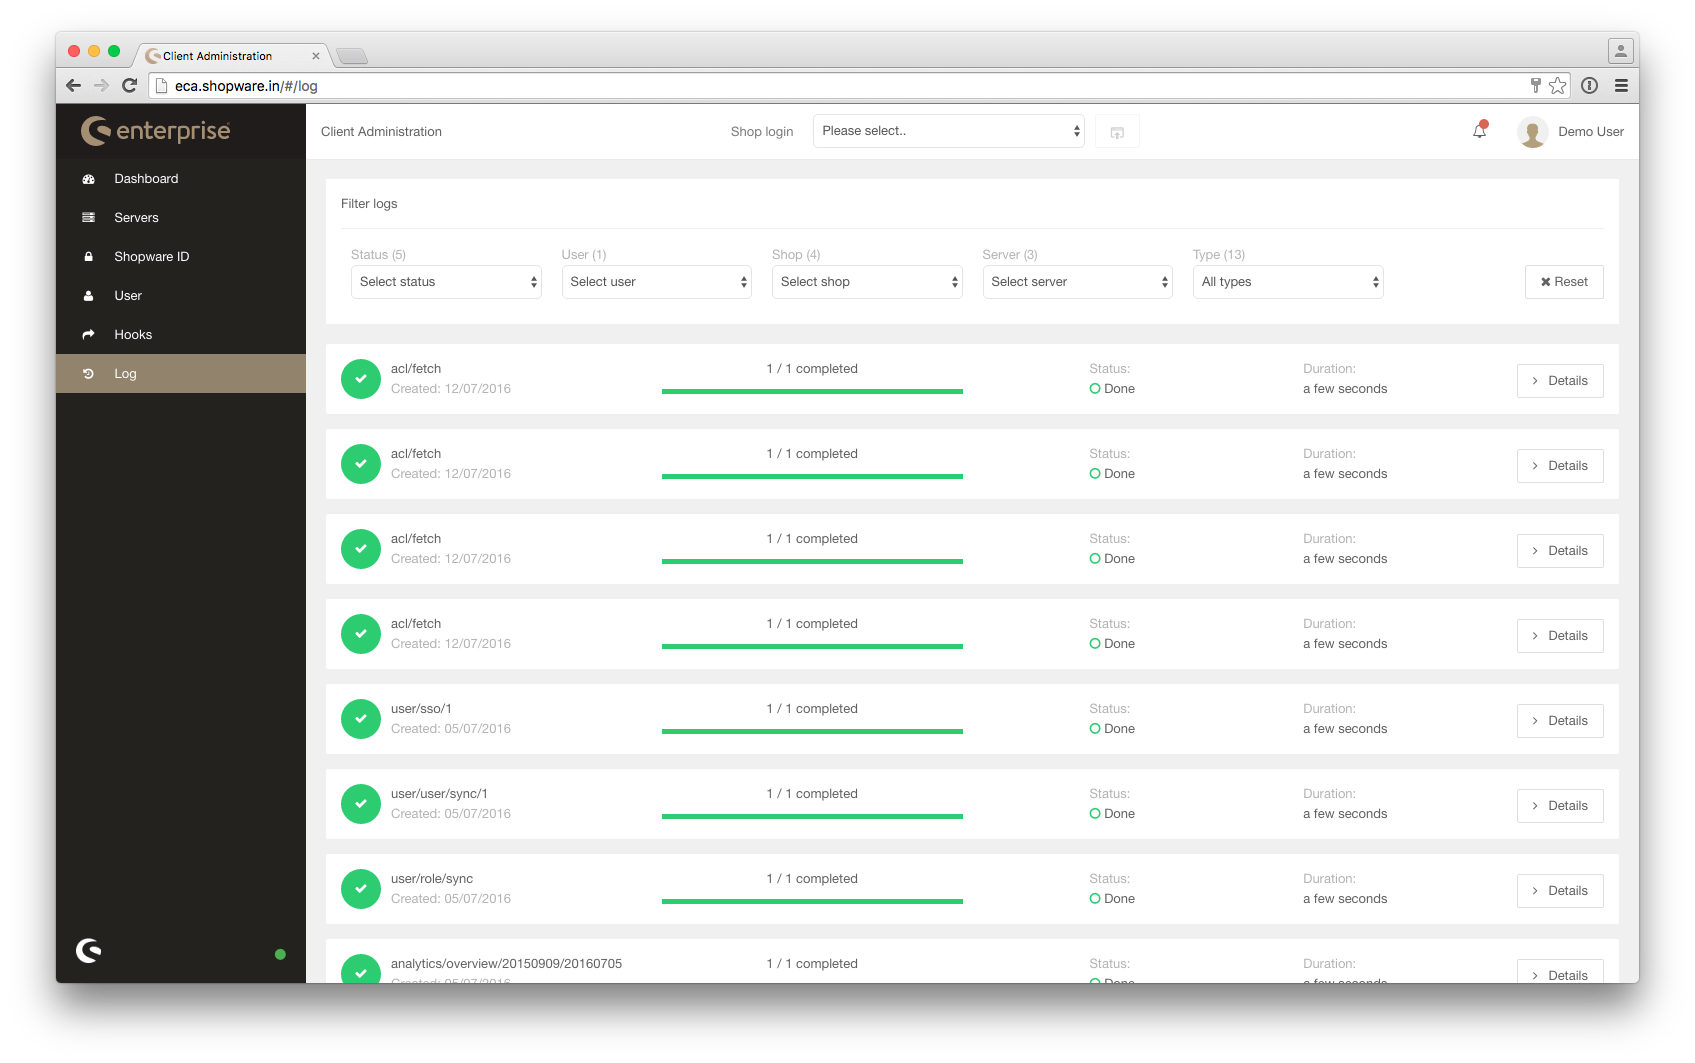 Client Administration
eca.shopware.in/#/log
enterprise
Client Administration
Shop login
Please select..
Demo User
Dashboard
Servers
Shopware ID
User
Hooks
Log
Filter logs
Status (5) User (1) Shop (4) Server (3) Type (13)
Select status Select user Select shop Select server All types Reset
acl/fetch 1 / 1 completed Status: Duration:
Created: 12/07/2016 Done a few seconds Details
acl/fetch 1 / 1 completed Status: Duration:
Created: 12/07/2016 Done a few seconds Details
acl/fetch 1 / 1 completed Status: Duration:
Created: 12/07/2016 Done a few seconds Details
acl/fetch 1 / 1 completed Status: Duration:
Created: 12/07/2016 Done a few seconds Details
user/sso/1 1 / 1 completed Status: Duration:
Created: 05/07/2016 Done a few seconds Details
user/user/sync/1 1 / 1 completed Status: Duration:
Created: 05/07/2016 Done a few seconds Details
user/role/sync 1 / 1 completed Status: Duration:
Created: 05/07/2016 Done a few seconds Details
analytics/overview/20150909/20160705 1 / 1 completed Status: Duration:
Created: 05/07/2016 Done a few seconds Details